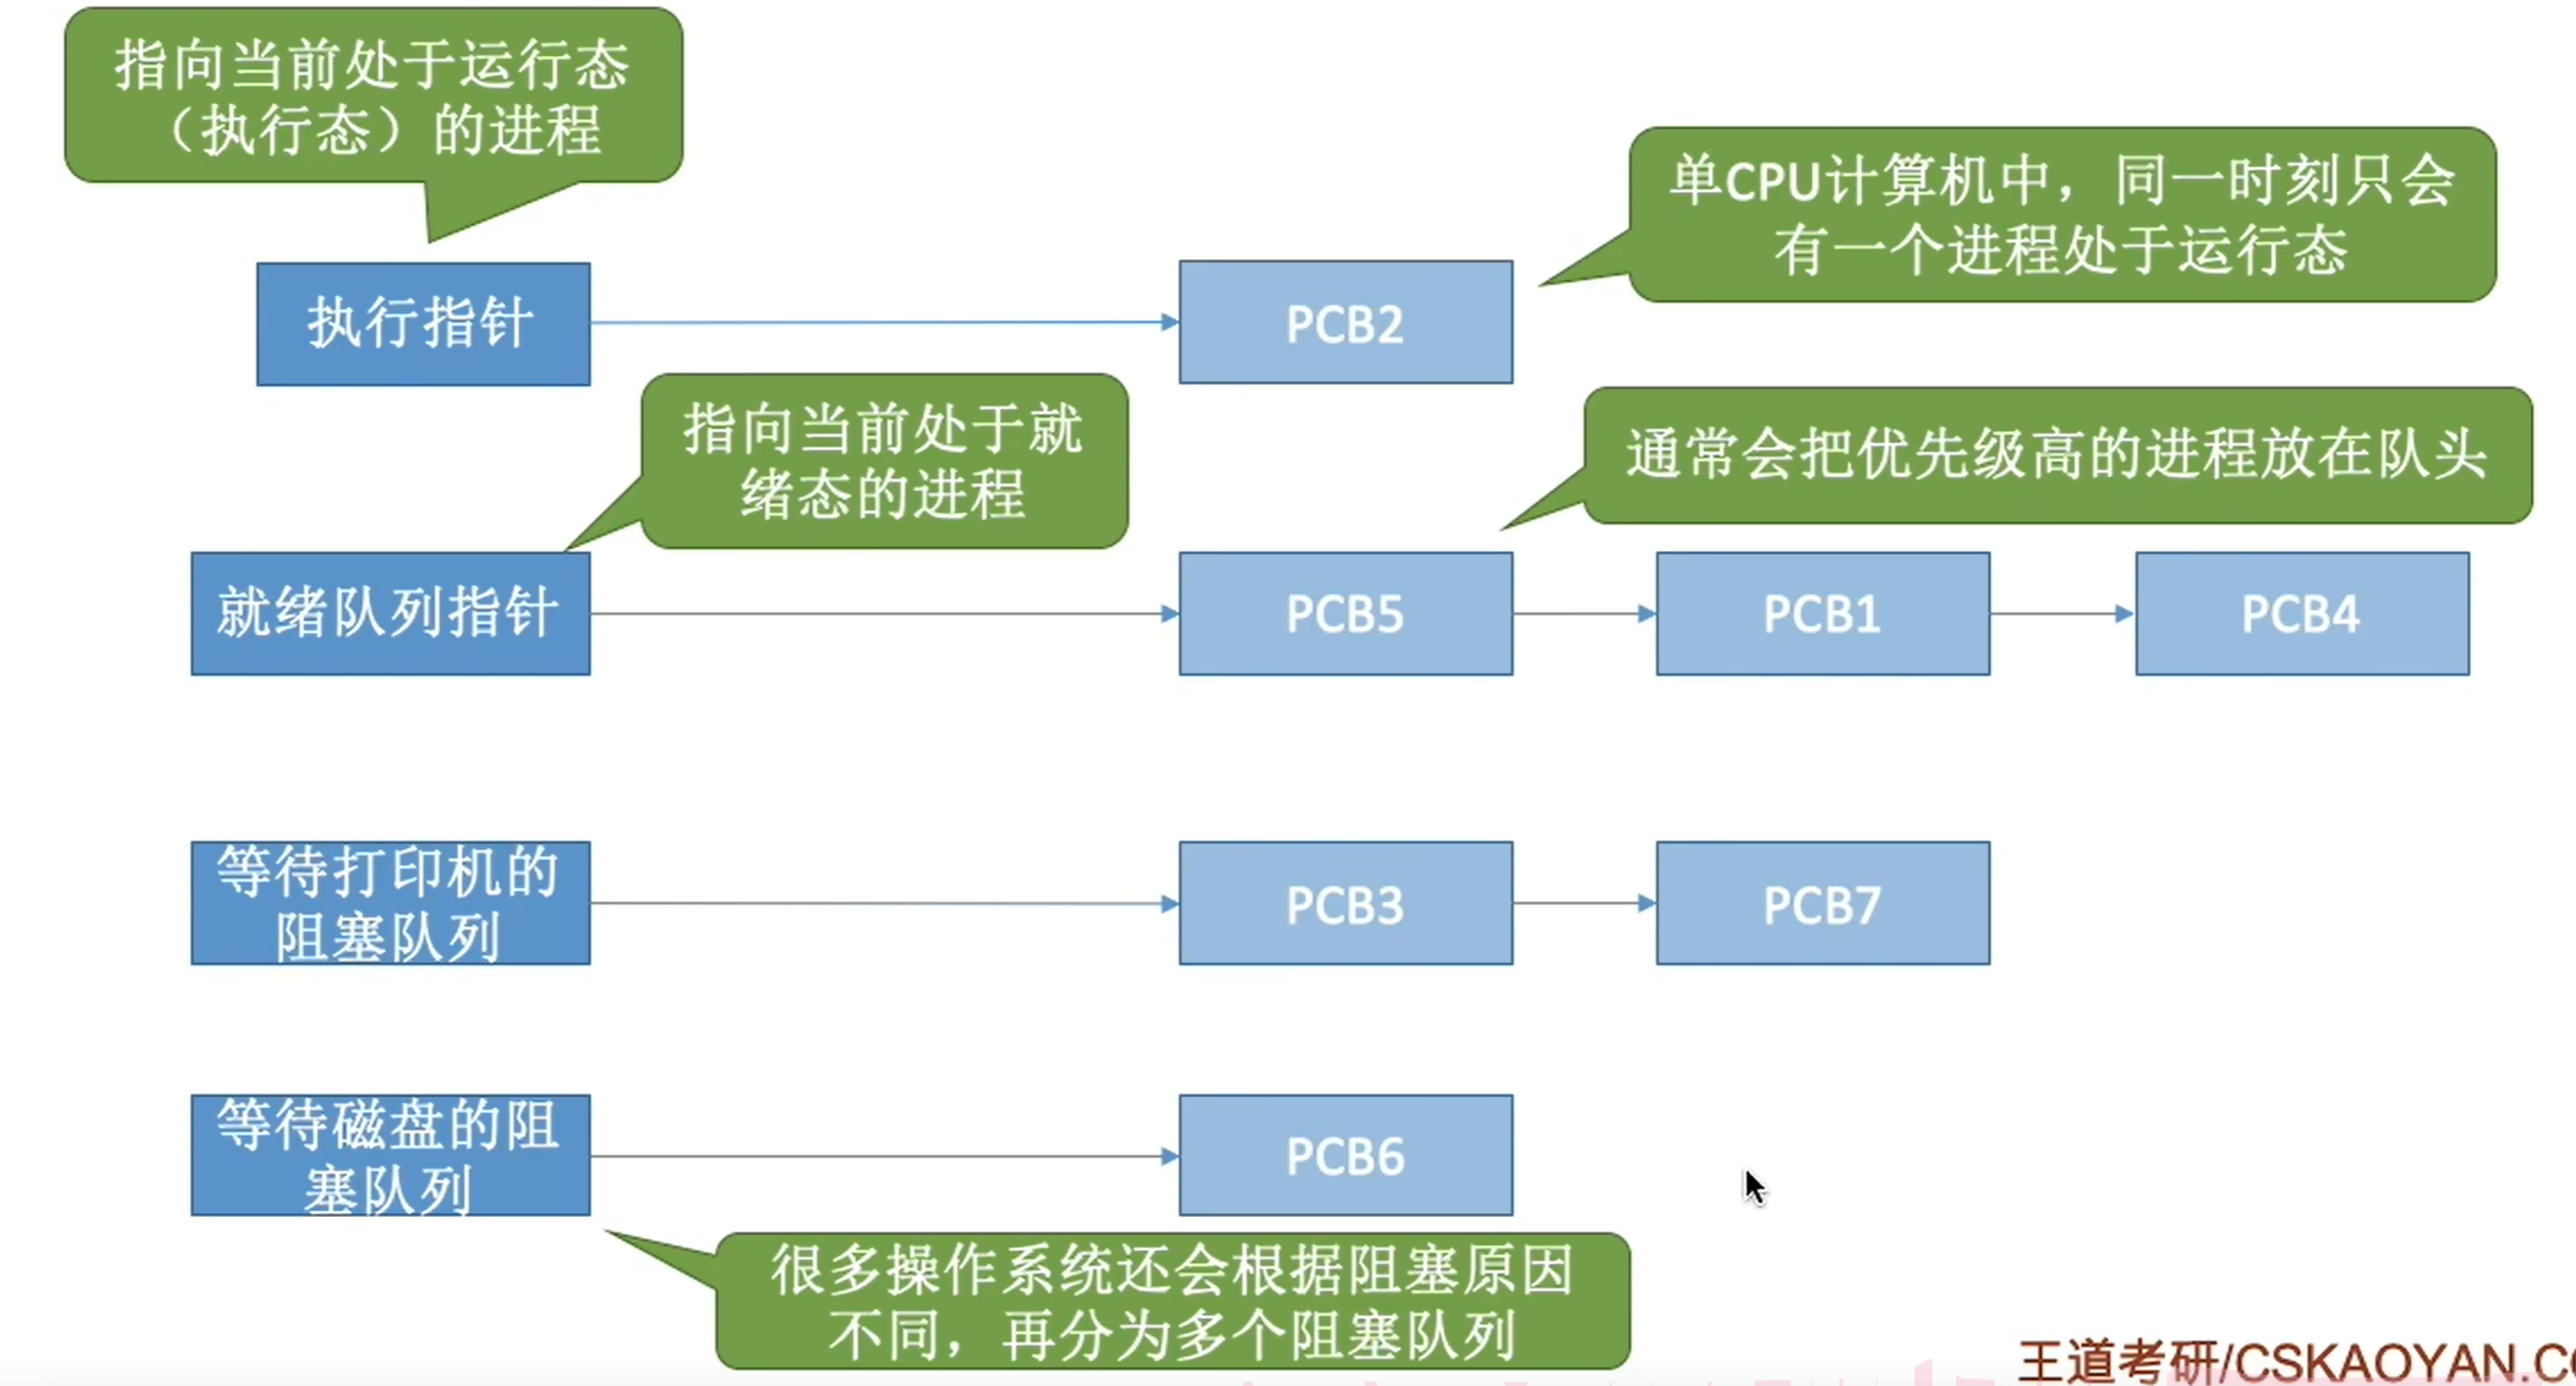 指向当前处于运行态
（执行态）的进程
单CPU计算机中，同一时刻只会
有一个进程处于运行态
执行指针
PCB2
指向当前处于就
绪态的进程
通常会把优先级高的进程放在队头
就绪队列指针
PCB5
PCB1
PCB4
等待打印机的
阻塞队列
PCB3
PCB7
等待磁盘的阻
塞队列
PCB6
很多操作系统还会根据阻塞原因
不同，再分为多个阻塞队列
王道考研/CSKAOYAN.C